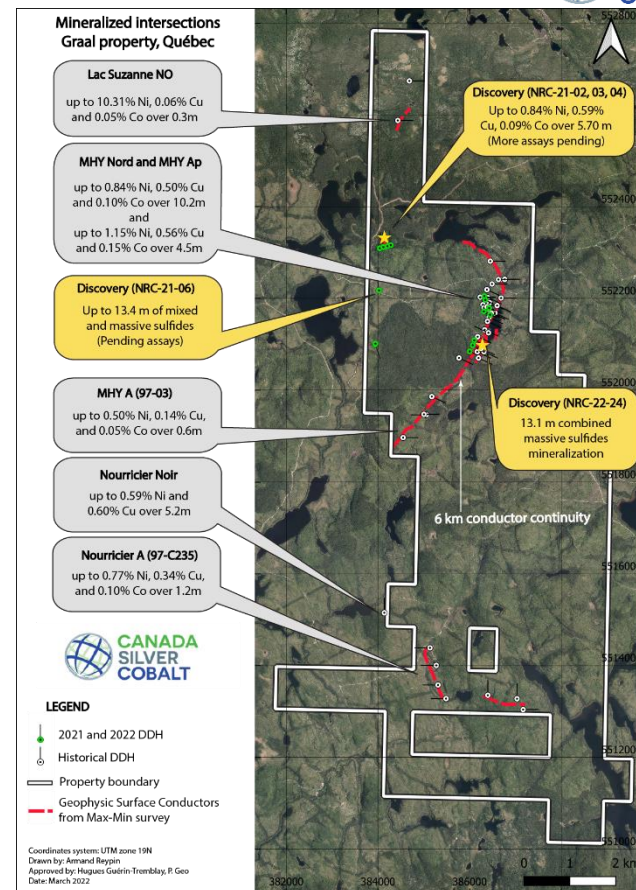 Mineralized intersections
Graal property, Québec
Lac Suzanne NO
up to 10.31% Ni, 0.06% Cu
and 0.05% Co over 0.3m
MHY Nord and MHY Ap
up to 0.84% Ni, 0.50% Cu
and 0.10% Co over 10.2m
and
up to 1.15% Ni, 0.56% Cu
and 0.15% Co over 4.5m
Discovery (NRC-21-06)
Up to 13.4 m of mixed
and massive sulfides
(Pending assays)
MHY A (97-03)
up to 0.50% Ni, 0.14% Cu,
and 0.05% Co over 0.6m
Nourricier Noir
up to 0.59% Ni and
0.60% Cu over 5.2m
Nourricier A (97-C235)
up to 0.77% Ni, 0.34% Cu,
and 0.10% Co over 1.2m
CANADA
SILVER
COBALT
LEGEND
2021 and 2022 DDH
Historical DDH
Property boundary
Geophysic Surface Conductors
from Max-Min survey
Coordinates system: UTM zone 19N
Drawn by: Armand Reypin
Approved by: Hugues Guérin-Tremblay, P. Geo
Date: March 2022
Discovery (NRC-21-02, 03, 04)
Up to 0.84% Ni, 0.59%
Cu, 0.09% Co over 5.70 m
(More assays pending)
Discovery (NRC-22-24)
13.1 m combined
massive sulfides
mineralization
6 km conductor continuity
5528000
5524000
5522000
5520000
5518000
5516000
5514000
5512000
382000
384000
386000
0 1 2 km